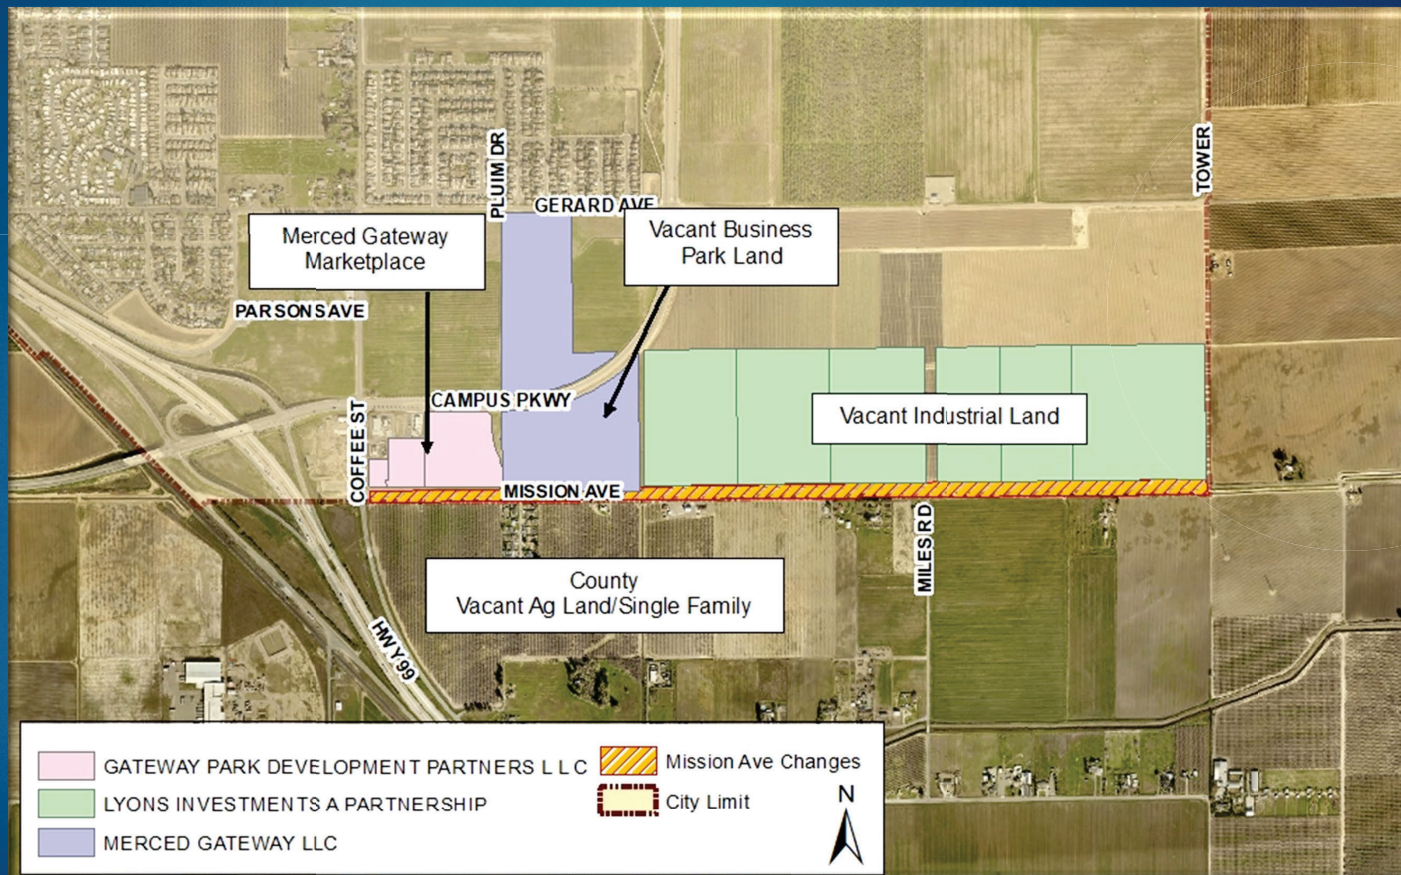 PLUIM DR
TOWER
GERARD AVE
Merced Gateway
Marketplace
Vacant Business
Park Land
PARSONS AVE
CAMPUS PKWY
Vacant Industrial Land
COFFEE ST
MISSION AVE
MILES RD
County
Vacant Ag Land/Single Family
HWY 99
GATEWAY PARK DEVELOPMENT PARTNERS L L C
LYONS INVESTMENTS A PARTNERSHIP
MERCED GATEWAY LLC
Mission Ave Changes
City Limit
N